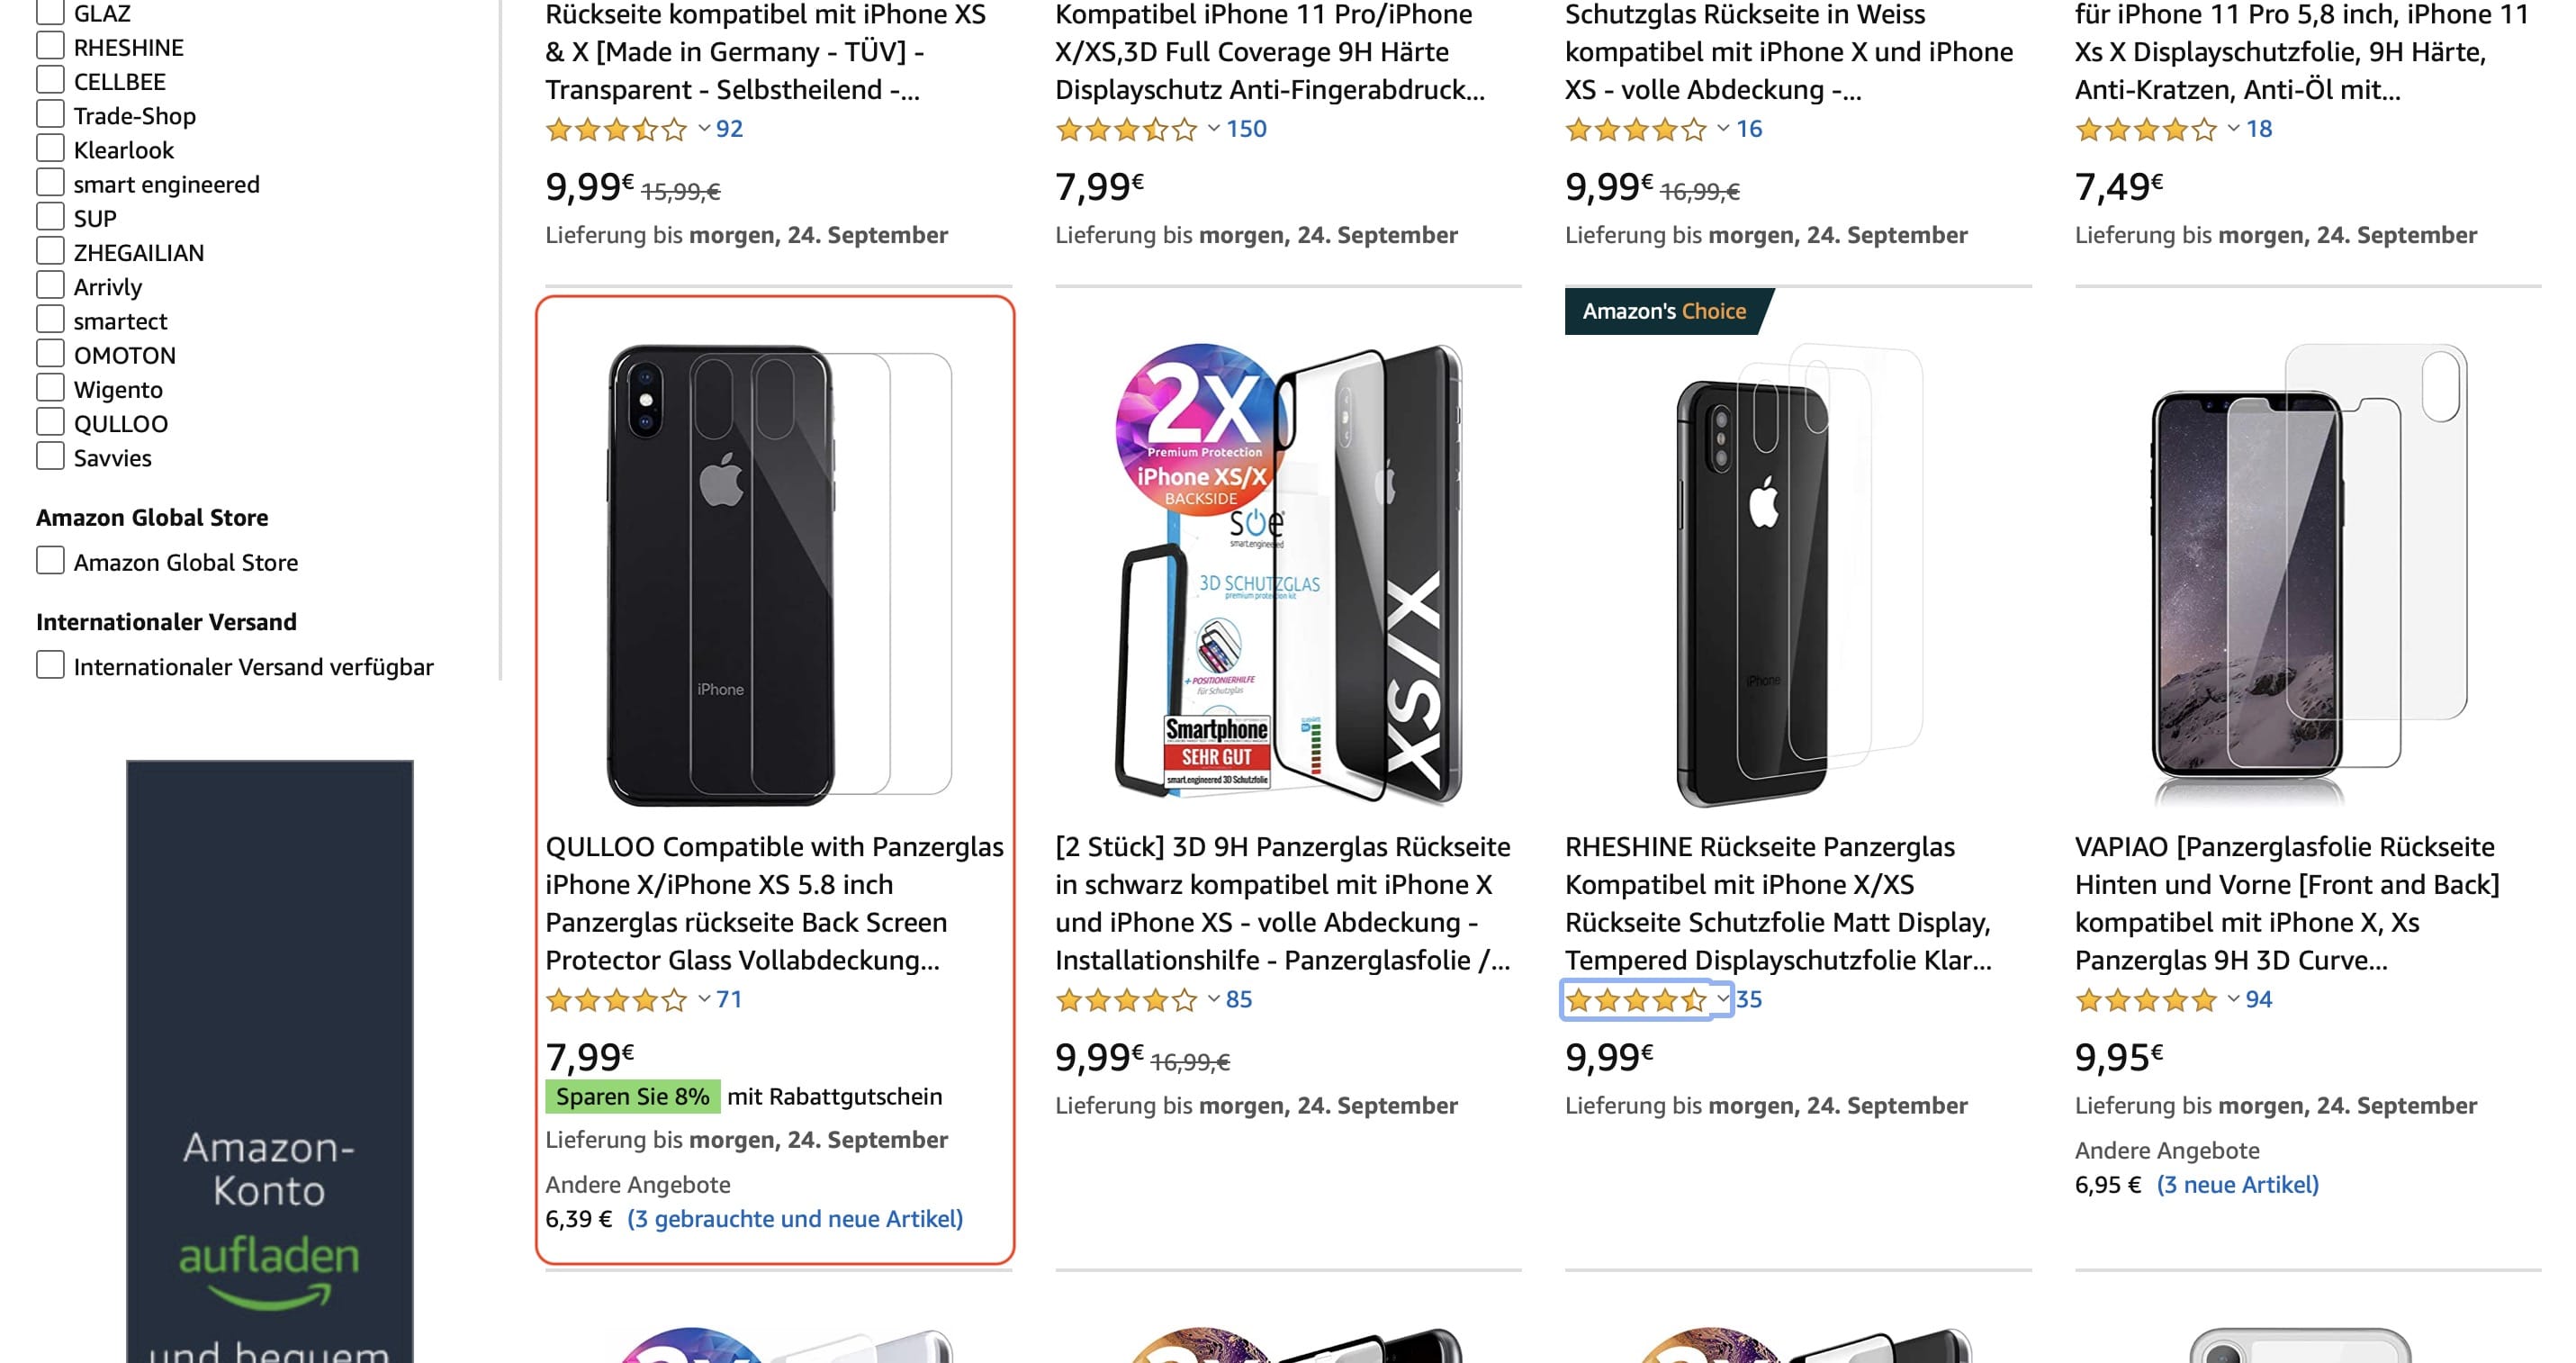 GLAZ
RHESHINE
CELLBEE
Trade-Shop
Klearlook
smart engineered
SUP
ZHEGAILIAN
Arrivly
smartect
OMOTON
Wigento
QULLOO
Savvies
Amazon Global Store
Amazon Global Store
Internationaler Versand
Internationaler Versand verfügbar
Amazon-
Konto
aufladen
und bequem
Rückseite kompatibel mit iPhone XS
& X [Made in Germany - TÜV] -
Transparent - Selbstheilend -...
92
9,99€ 15,99,€
Lieferung bis morgen, 24. September
Kompatibel iPhone 11 Pro/iPhone
X/XS,3D Full Coverage 9H Härte
Displayschutz Anti-Fingerabdruck...
150
7,99€
Lieferung bis morgen, 24. September
Schutzglas Rückseite in Weiss
kompatibel mit iPhone X und iPhone
XS - volle Abdeckung -...
16
9,99€ 16,99,€
Lieferung bis morgen, 24. September
für iPhone 11 Pro 5,8 inch, iPhone 11
Xs X Displayschutzfolie, 9H Härte,
Anti-Kratzen, Anti-Öl mit...
18
7,49€
Lieferung bis morgen, 24. September
iPhone
QULLOO Compatible with Panzerglas
iPhone X/iPhone XS 5.8 inch
Panzerglas rückseite Back Screen
Protector Glass Vollabdeckung...
71
7,99€
Sparen Sie 8% mit Rabattgutschein
Lieferung bis morgen, 24. September
Andere Angebote
6,39 € (3 gebrauchte und neue Artikel)
2X
Premium Protection
iPhone XS/X
BACKSIDE
sOe
smart.engineered
3D SCHUTZGLAS
premium protection kit
+ POSITIONIERHILFE
für Schutzglas
Smartphone
SEHR GUT
smart.engineered 3D Schutzfolie
XS/X
[2 Stück] 3D 9H Panzerglas Rückseite
in schwarz kompatibel mit iPhone X
und iPhone XS - volle Abdeckung -
Installationshilfe - Panzerglasfolie /...
85
9,99€ 16,99,€
Lieferung bis morgen, 24. September
Amazon's Choice
iPhone
RHESHINE Rückseite Panzerglas
Kompatibel mit iPhone X/XS
Rückseite Schutzfolie Matt Display,
Tempered Displayschutzfolie Klar...
35
9,99€
Lieferung bis morgen, 24. September
VAPIAO [Panzerglasfolie Rückseite
Hinten und Vorne [Front and Back]
kompatibel mit iPhone X, Xs
Panzerglas 9H 3D Curve...
94
9,95€
Lieferung bis morgen, 24. September
Andere Angebote
6,95 € (3 neue Artikel)